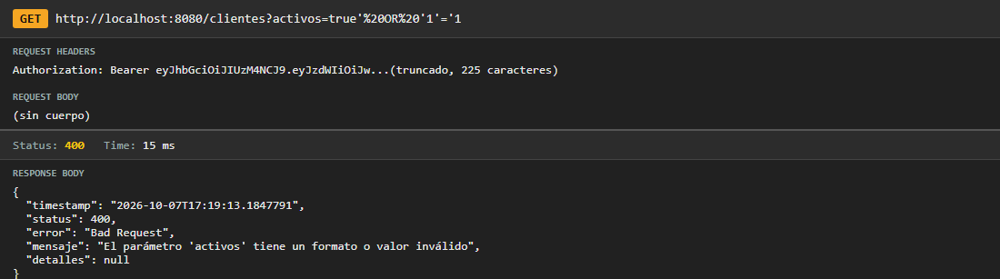 GET http://localhost:8080/clientes?activos=true'%20OR%20'1'='1
REQUEST HEADERS
Authorization: Bearer eyJhbGciOiJIUzM4NCJ9.eyJzdWIiOiJw...(truncado, 225 caracteres)
REQUEST BODY
(sin cuerpo)
Status: 400 Time: 15 ms
RESPONSE BODY
{
"timestamp": "2026-10-07T17:19:13.1847791",
"status": 400,
"error": "Bad Request",
"mensaje": "El parámetro 'activos' tiene un formato o valor inválido",
"detalles": null
}